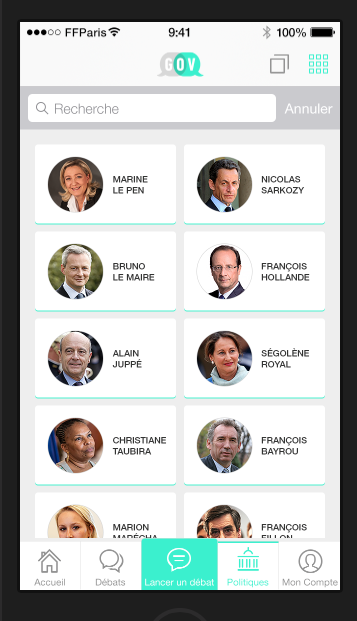 FFParis 9:41 100%
GOV
Recherche Annuler
MARINE
LE PEN
NICOLAS
SARKOZY
BRUNO
LE MAIRE
FRANÇOIS
HOLLANDE
ALAIN
JUPPÉ
SÉGOLÈNE
ROYAL
CHRISTIANE
TAUBIRA
FRANÇOIS
BAYROU
MARION
MARÉCHA
FRANÇOIS
FILLON
Accueil Débats Lancer un débat Politiques Mon Compte